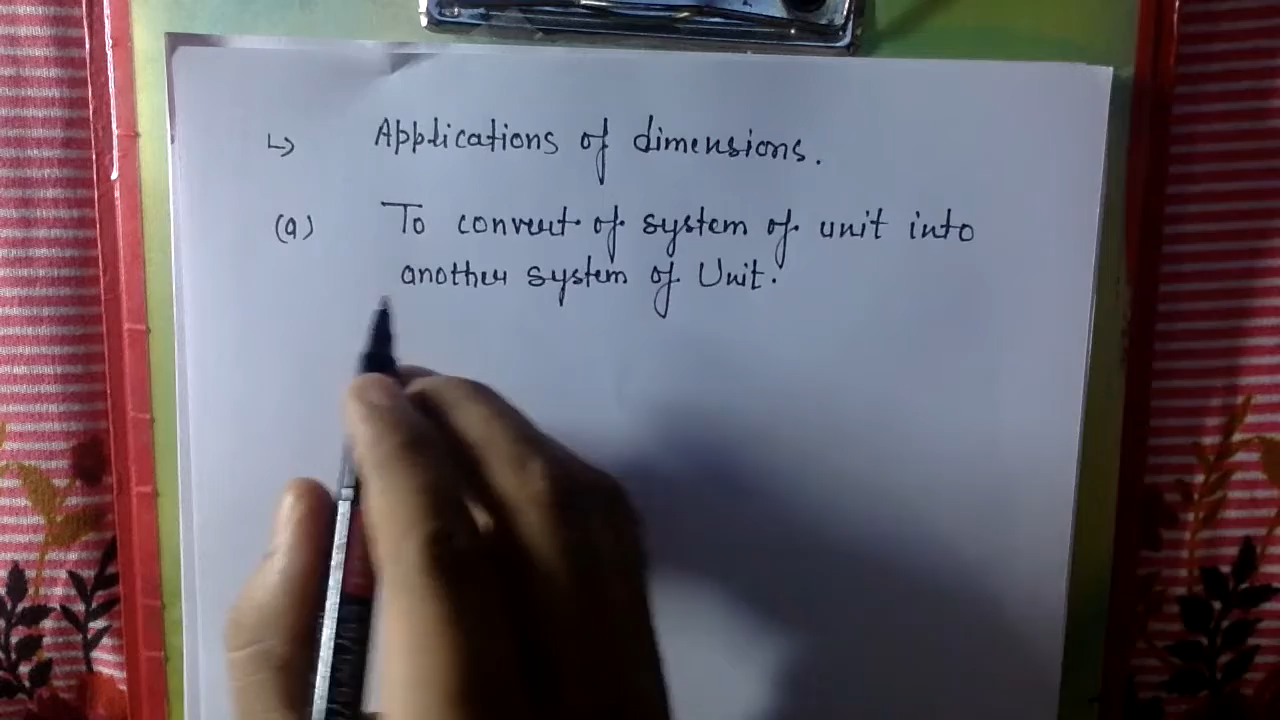 ↳ Applications of dimensions.
(a) To convert of system of unit into
another system of Unit.